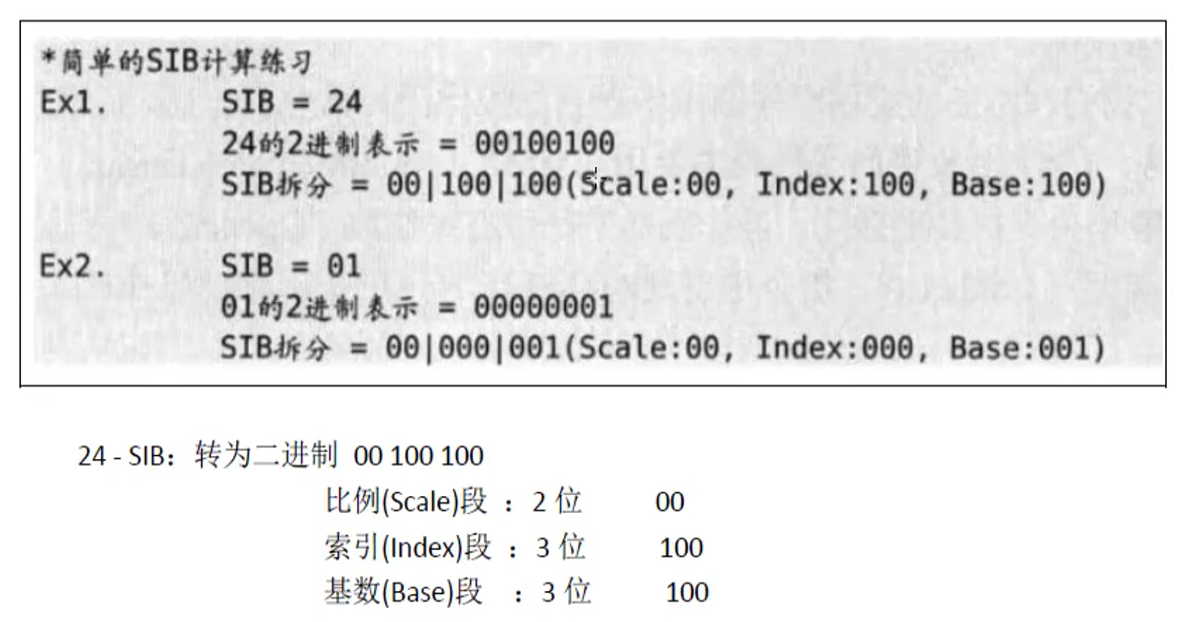 *简单的SIB计算练习
Ex1. SIB = 24
24的2进制表示 = 00100100
SIB拆分 = 00|100|100(Scale:00, Index:100, Base:100)
Ex2. SIB = 01
01的2进制表示 = 00000001
SIB拆分 = 00|000|001(Scale:00, Index:000, Base:001)
24 - SIB：转为二进制 00 100 100
比例(Scale)段 ：2 位 00
索引(Index)段 ：3 位 100
基数(Base)段 ：3 位 100